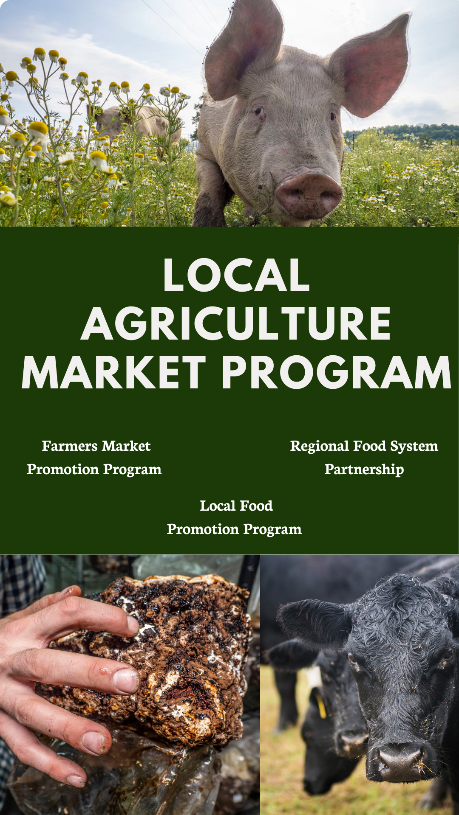 LOCAL
AGRICULTURE
MARKET PROGRAM
Farmers Market
Promotion Program
Regional Food System
Partnership
Local Food
Promotion Program